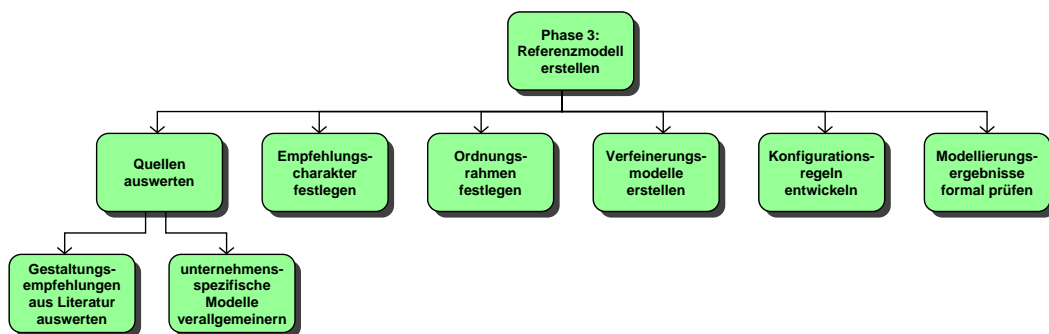 Phase 3:
Referenzmodell
erstellen
Quellen
auswerten
Empfehlungs-
charakter
festlegen
Ordnungs-
rahmen
festlegen
Verfeinerungs-
modelle
erstellen
Konfigurations-
regeln
entwickeln
Modellierungs-
ergebnisse
formal prüfen
Gestaltungs-
empfehlungen
aus Literatur
auswerten
unternehmens-
spezifische
Modelle
verallgemeinern